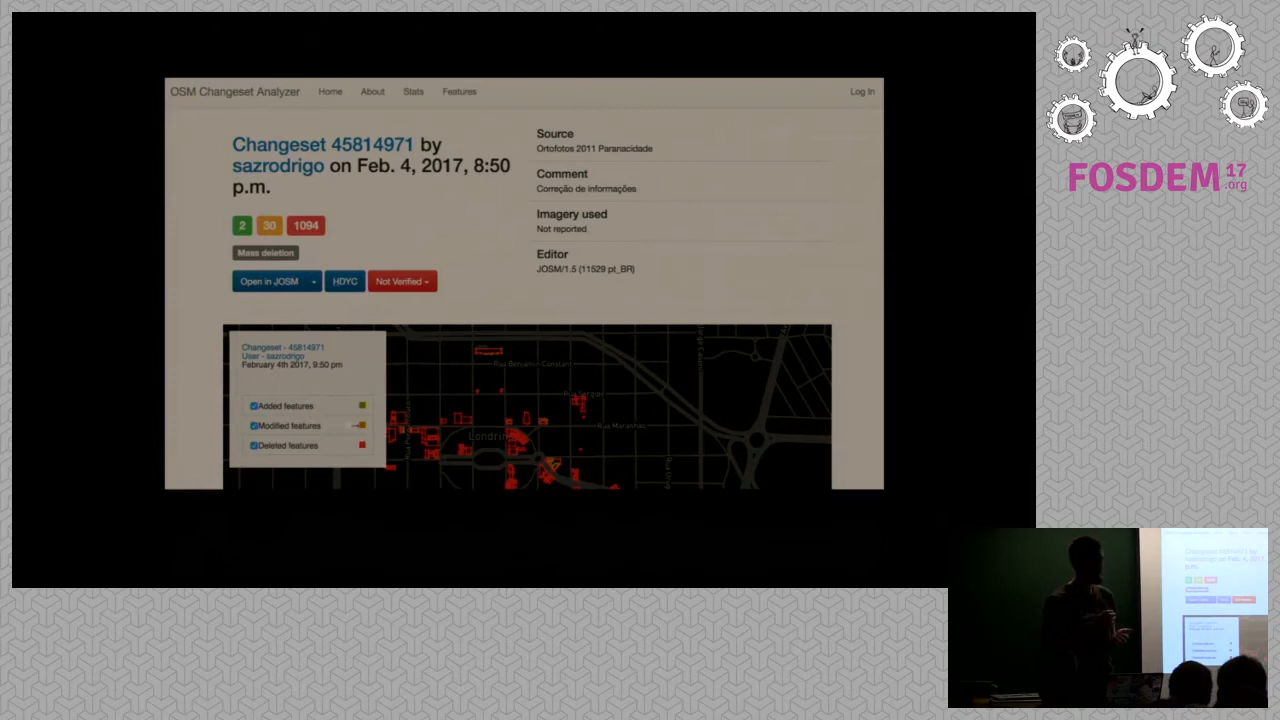 OSM Changeset Analyzer Home About Stats Features Log In
Changeset 45814971 by
sazrodrigo on Feb. 4, 2017, 8:50
p.m.
2 30 1094
Mass deletion
Open in JOSM HDYC Not Verified
Source
Ortofotos 2011 Paranacidade
Comment
Correção de informações
Imagery used
Not reported
Editor
JOSM/1.5 (11529 pt_BR)
Changeset - 45814971
User - sazrodrigo
February 4th 2017, 9:50 pm
Added features
Modified features
Deleted features
Rua Benjamin Constant
Rua Sergipe
Rua Maranhão
FOSDEM 17
.org